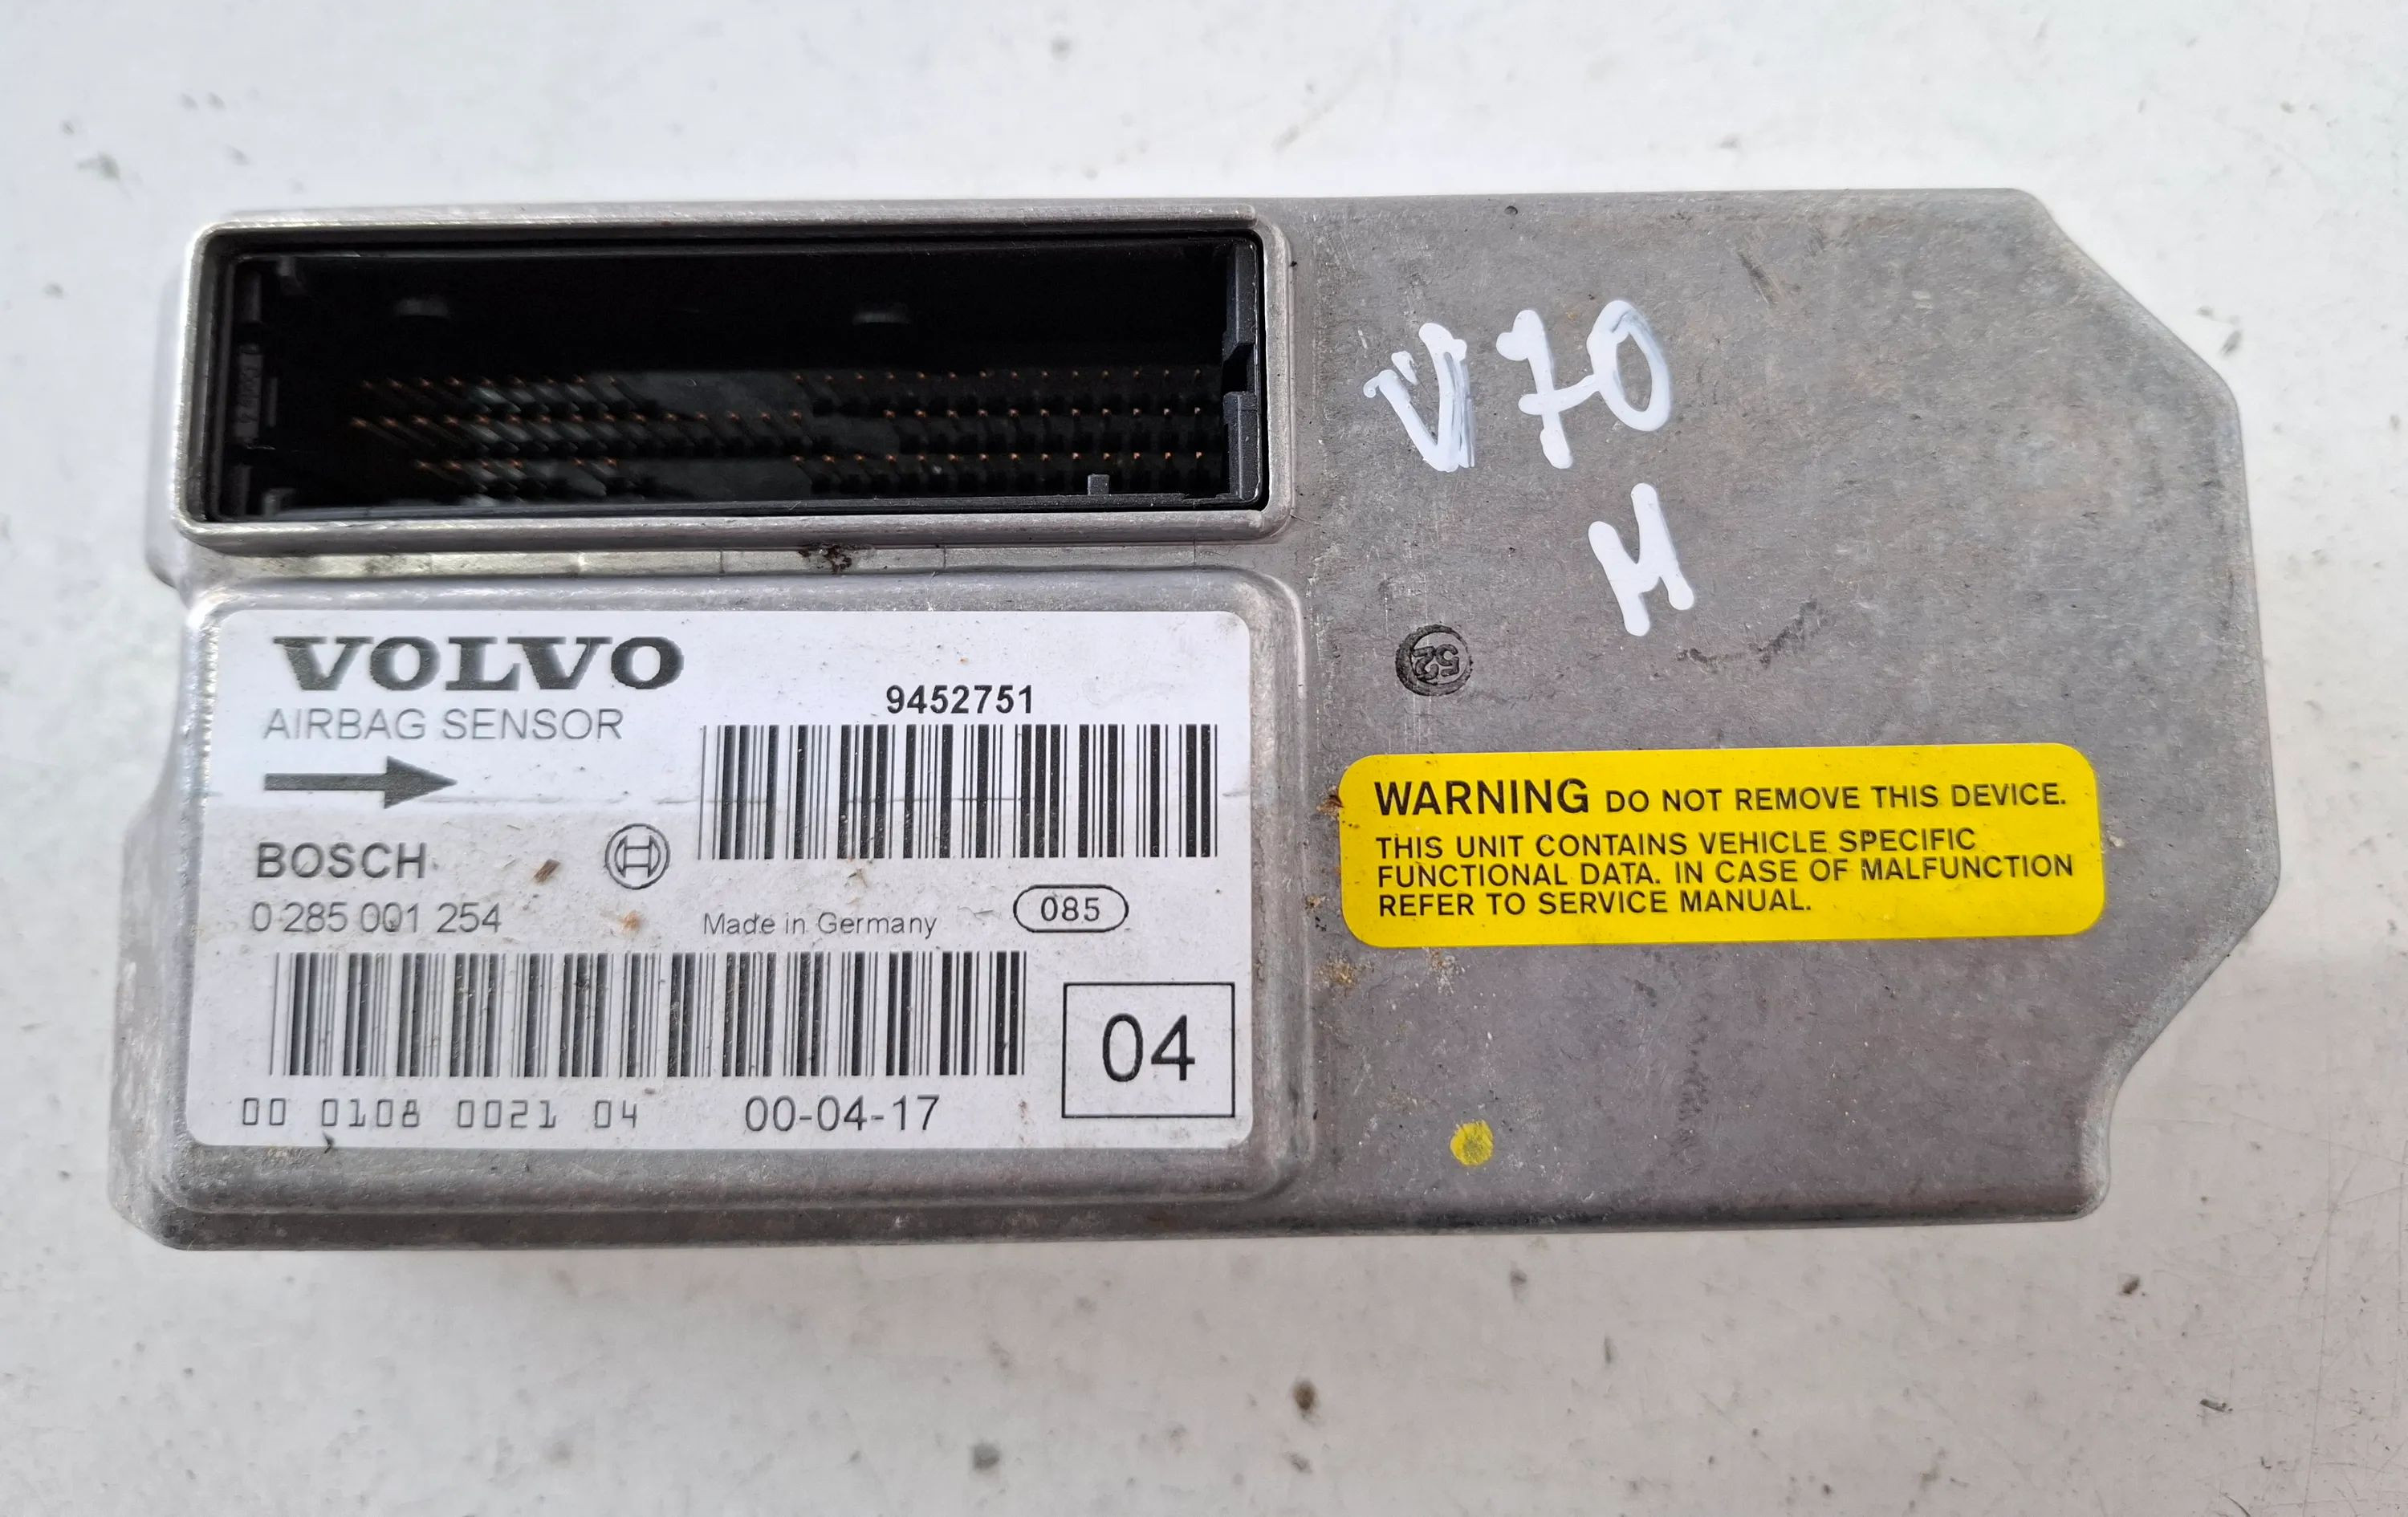 V70
M
52
VOLVO
AIRBAG SENSOR
9452751
BOSCH
0 285 001 254
Made in Germany
085
04
00 0108 0021 04
00-04-17
WARNING DO NOT REMOVE THIS DEVICE.
THIS UNIT CONTAINS VEHICLE SPECIFIC
FUNCTIONAL DATA. IN CASE OF MALFUNCTION
REFER TO SERVICE MANUAL.